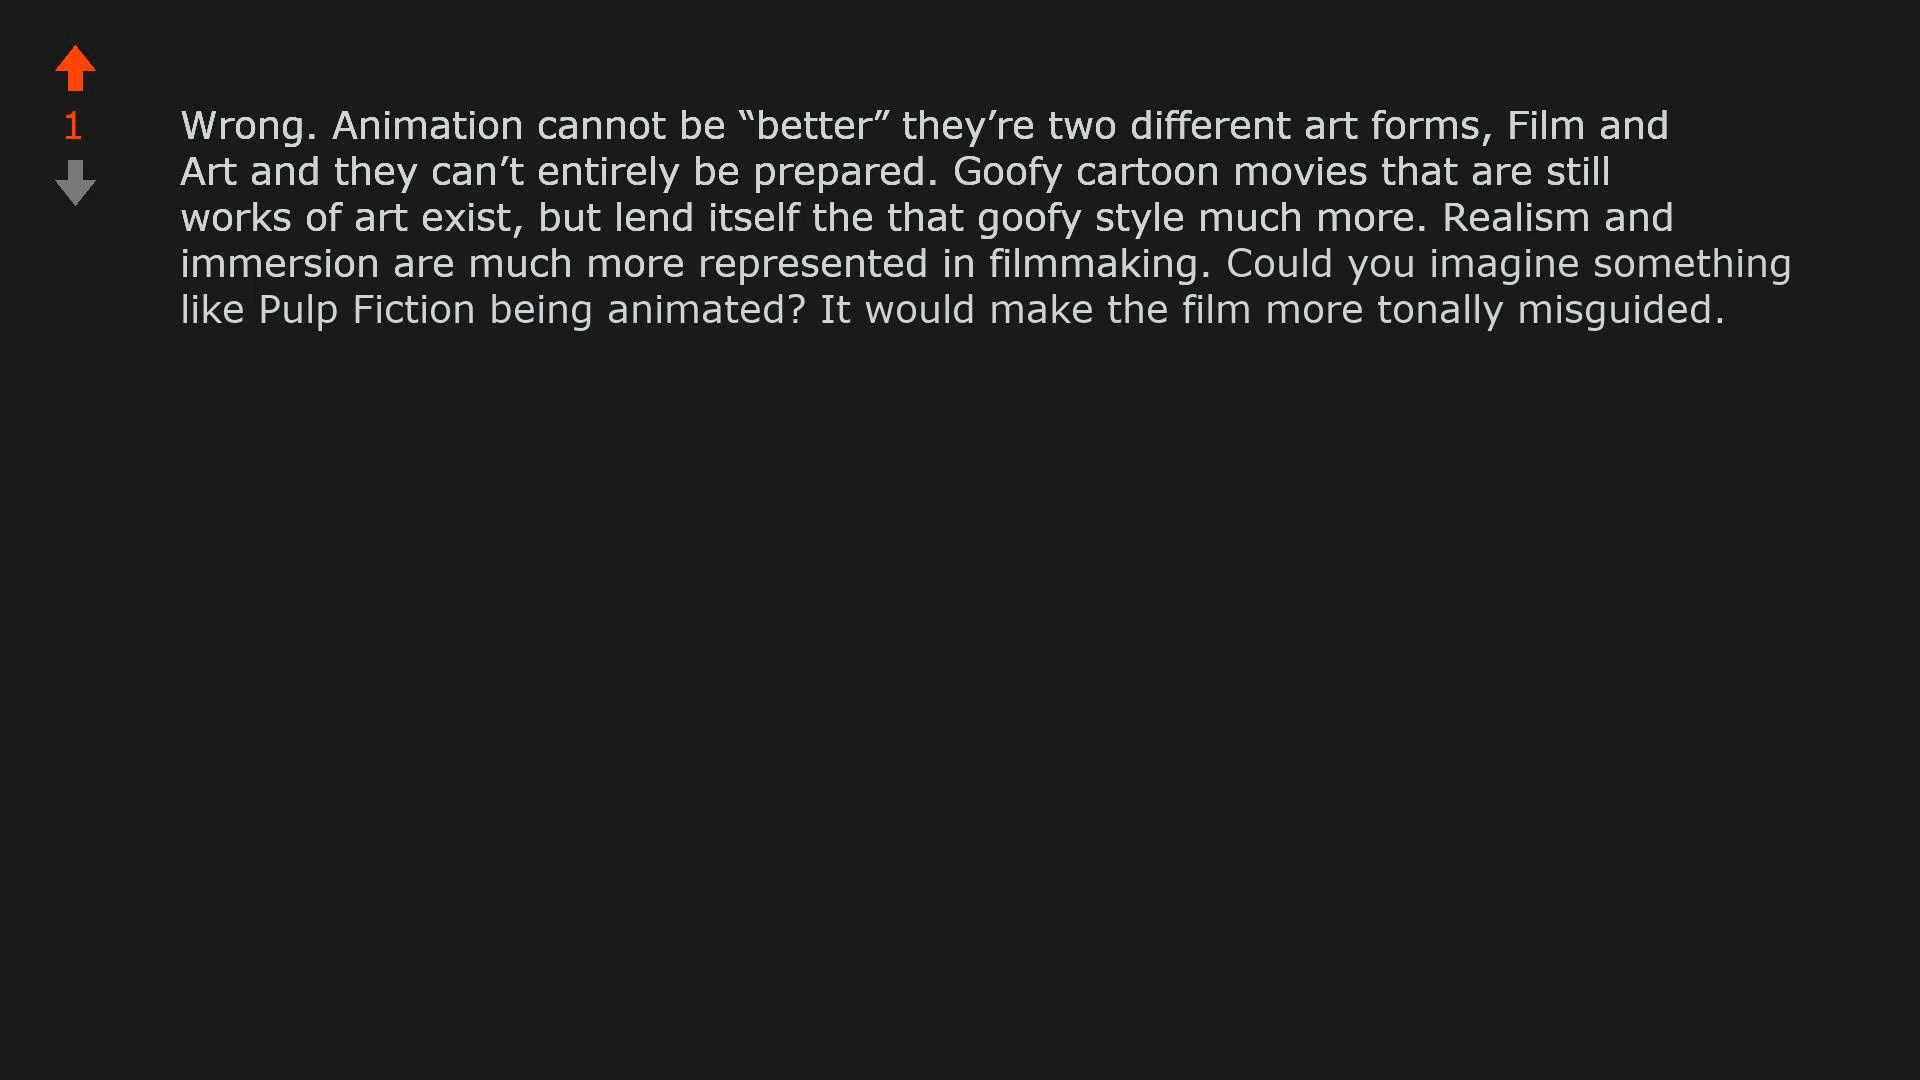 1
Wrong. Animation cannot be “better” they’re two different art forms, Film and
Art and they can’t entirely be prepared. Goofy cartoon movies that are still
works of art exist, but lend itself the that goofy style much more. Realism and
immersion are much more represented in filmmaking. Could you imagine something
like Pulp Fiction being animated? It would make the film more tonally misguided.